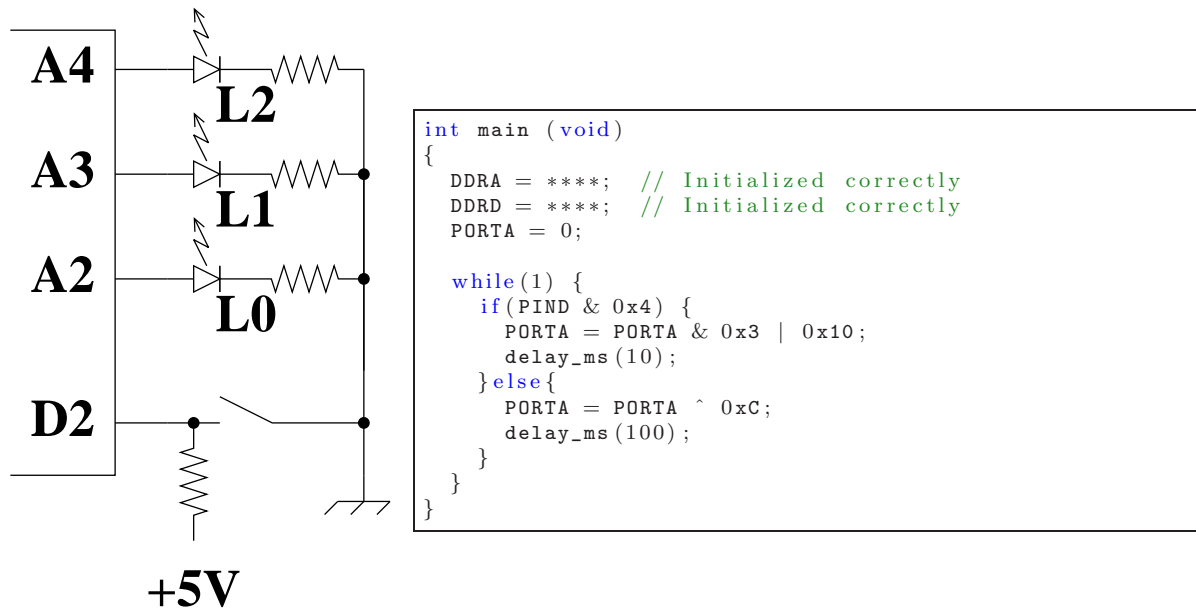 A4
L2
A3
L1
A2
L0
D2
+5V
int main (void)
{
DDRA = ****; // Initialized correctly
DDRD = ****; // Initialized correctly
PORTA = 0;
while(1) {
if(PIND & 0x4) {
PORTA = PORTA & 0x3 | 0x10;
delay_ms(10);
}else{
PORTA = PORTA ^ 0xC;
delay_ms(100);
}
}
}